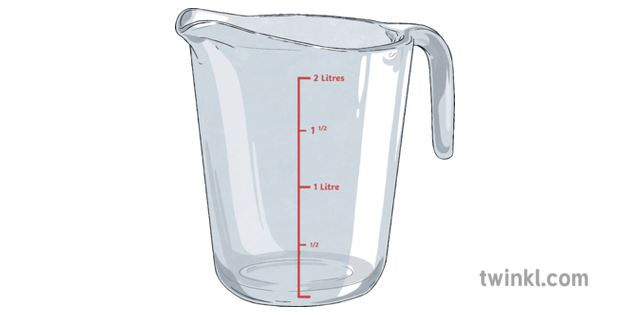 2 Litres
1 1/2
1 Litre
1/2
twinkl.com